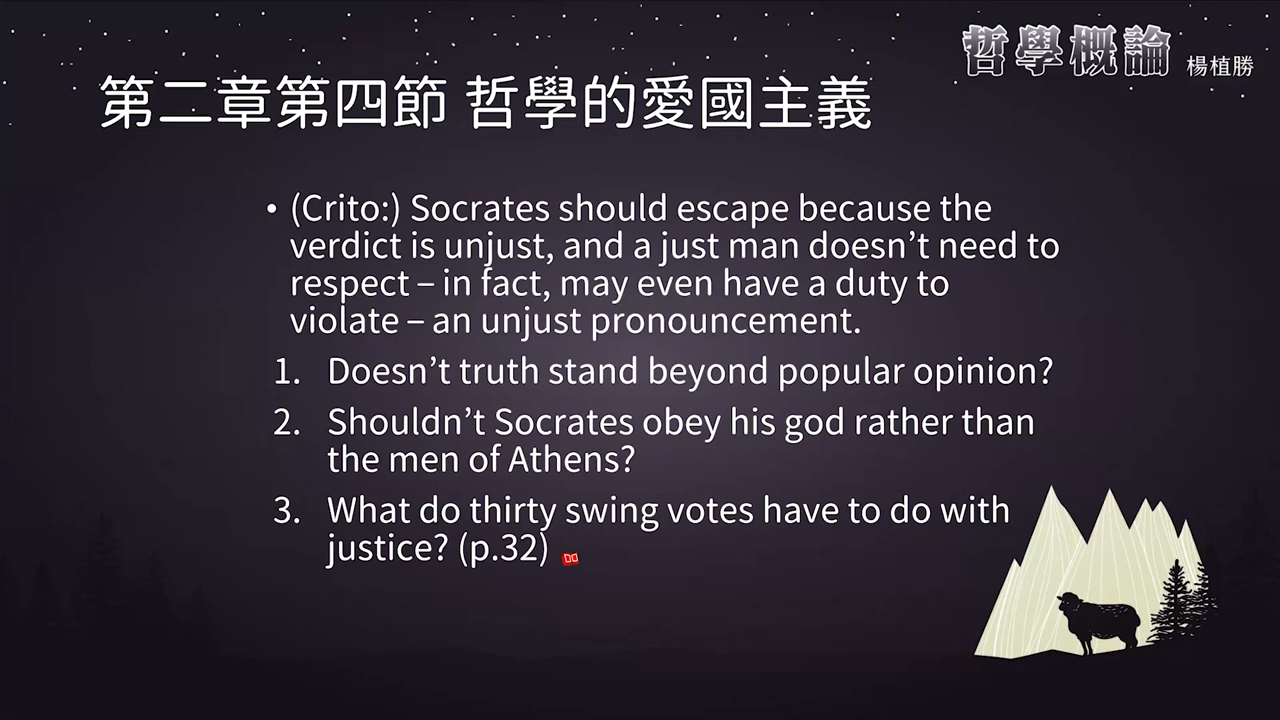 哲學概論 楊植勝
第二章第四節 哲學的愛國主義
• (Crito:) Socrates should escape because the
verdict is unjust, and a just man doesn’t need to
respect – in fact, may even have a duty to
violate – an unjust pronouncement.
1. Doesn’t truth stand beyond popular opinion?
2. Shouldn’t Socrates obey his god rather than
the men of Athens?
3. What do thirty swing votes have to do with
justice? (p.32)